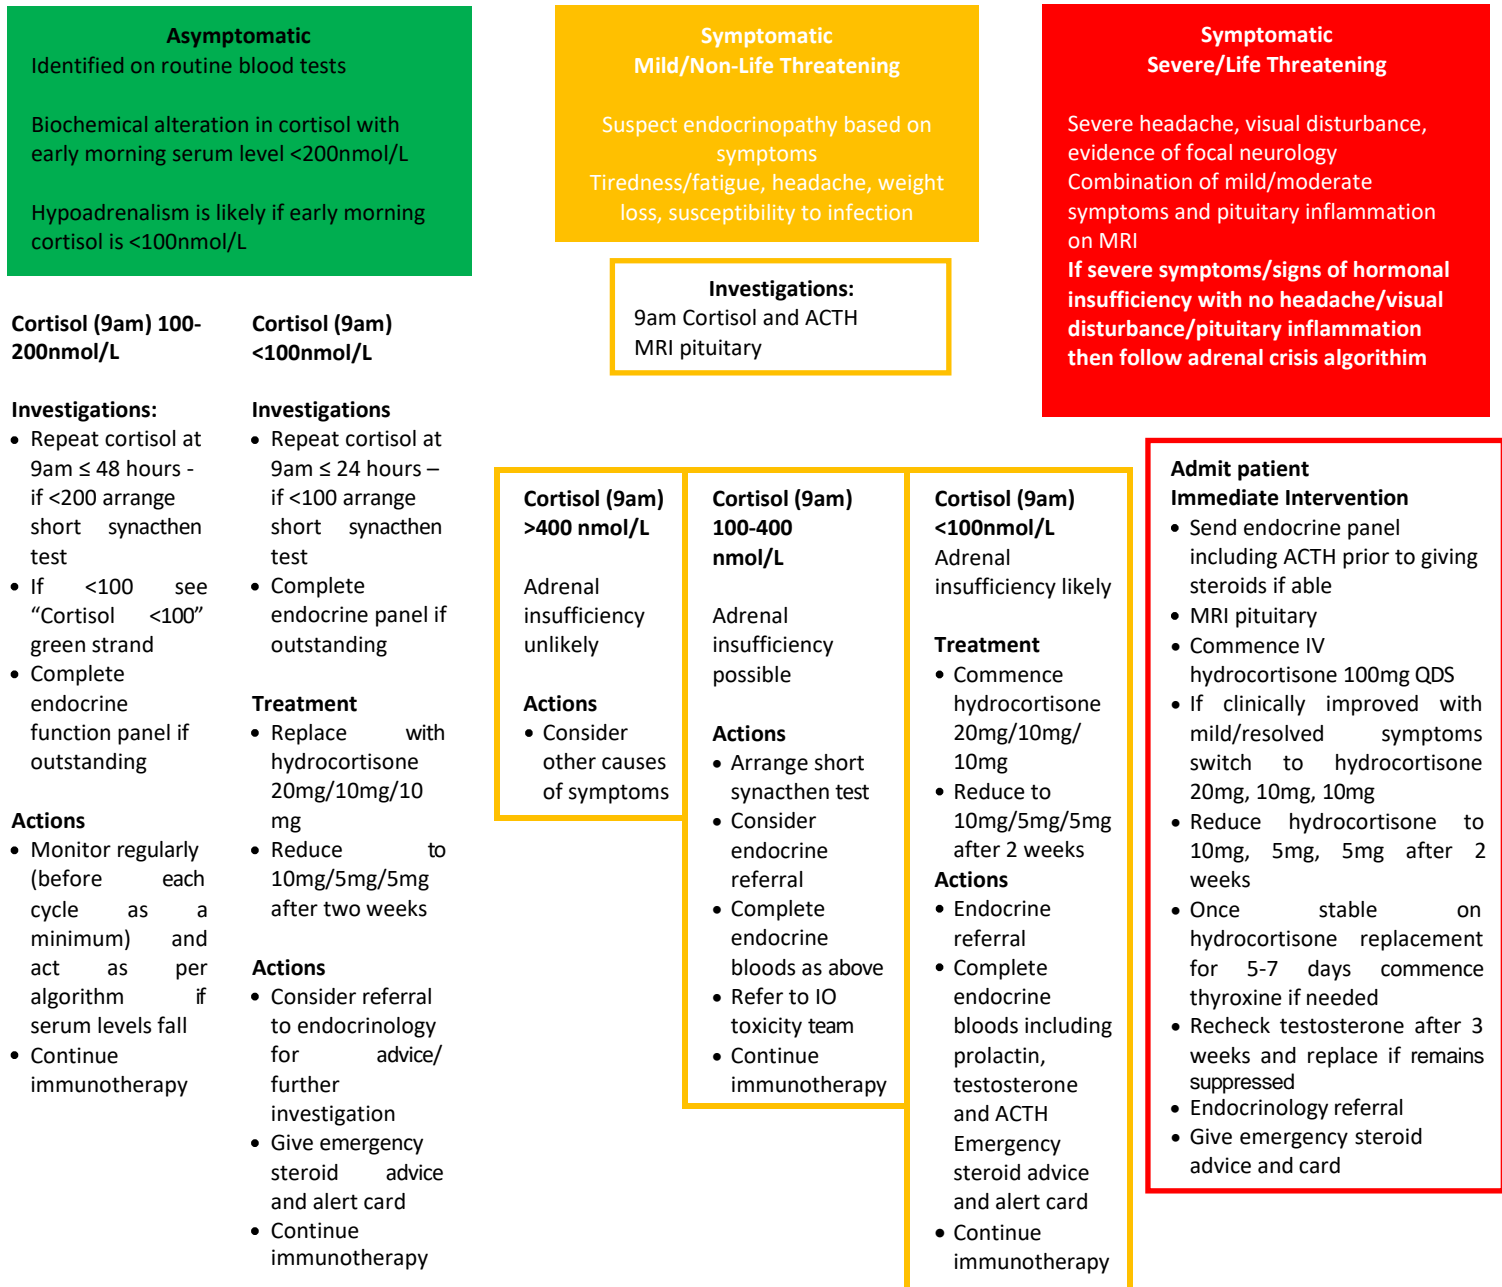 Asymptomatic
Identified on routine blood tests
Biochemical alteration in cortisol with
early morning serum level <200nmol/L
Hypoadrenalism is likely if early morning
cortisol is <100nmol/L
Cortisol (9am) 100-
200nmol/L
Investigations:
• Repeat cortisol at
9am ≤ 48 hours -
if <200 arrange
short synacthen
test
• If <100 see
“Cortisol <100”
green strand
• Complete
endocrine
function panel if
outstanding
Actions
• Monitor regularly
(before each
cycle as a
minimum) and
act as per
algorithm if
serum levels fall
• Continue
immunotherapy
Cortisol (9am)
<100nmol/L
Investigations
• Repeat cortisol at
9am ≤ 24 hours –
if <100 arrange
short synacthen
test
• Complete
endocrine panel if
outstanding
Treatment
• Replace with
hydrocortisone
20mg/10mg/10
mg
• Reduce to
10mg/5mg/5mg
after two weeks
Actions
• Consider referral
to endocrinology
for advice/
further
investigation
• Give emergency
steroid advice
and alert card
• Continue
immunotherapy
Symptomatic
Mild/Non-Life Threatening
Suspect endocrinopathy based on
symptoms
Tiredness/fatigue, headache, weight
loss, susceptibility to infection
Investigations:
9am Cortisol and ACTH
MRI pituitary
Cortisol (9am)
>400 nmol/L
Adrenal
insufficiency
unlikely
Actions
• Consider
other causes
of symptoms
Cortisol (9am)
100-400
nmol/L
Adrenal
insufficiency
possible
Actions
• Arrange short
synacthen test
• Consider
endocrine
referral
• Complete
endocrine
bloods as above
• Refer to IO
toxicity team
• Continue
immunotherapy
Cortisol (9am)
<100nmol/L
Adrenal
insufficiency likely
Treatment
• Commence
hydrocortisone
20mg/10mg/
10mg
• Reduce to
10mg/5mg/5mg
after 2 weeks
Actions
• Endocrine
referral
• Complete
endocrine
bloods including
prolactin,
testosterone
and ACTH
Emergency
steroid advice
and alert card
• Continue
immunotherapy
Symptomatic
Severe/Life Threatening
Severe headache, visual disturbance,
evidence of focal neurology
Combination of mild/moderate
symptoms and pituitary inflammation
on MRI
If severe symptoms/signs of hormonal
insufficiency with no headache/visual
disturbance/pituitary inflammation
then follow adrenal crisis algorithim
Admit patient
Immediate Intervention
• Send endocrine panel
including ACTH prior to giving
steroids if able
• MRI pituitary
• Commence IV
hydrocortisone 100mg QDS
• If clinically improved with
mild/resolved symptoms
switch to hydrocortisone
20mg, 10mg, 10mg
• Reduce hydrocortisone to
10mg, 5mg, 5mg after 2
weeks
• Once stable on
hydrocortisone replacement
for 5-7 days commence
thyroxine if needed
• Recheck testosterone after 3
weeks and replace if remains
suppressed
• Endocrinology referral
• Give emergency steroid
advice and card